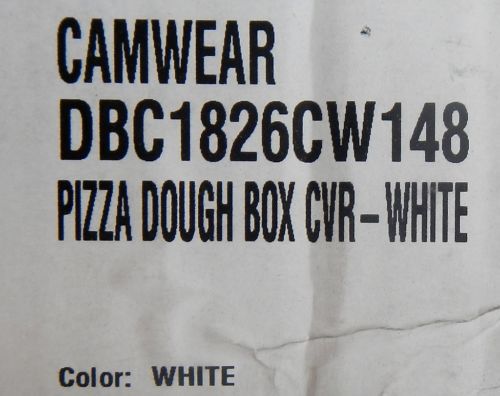 CAMWEAR
DBC1826CW148
PIZZA DOUGH BOX CVR-WHITE
Color: WHITE